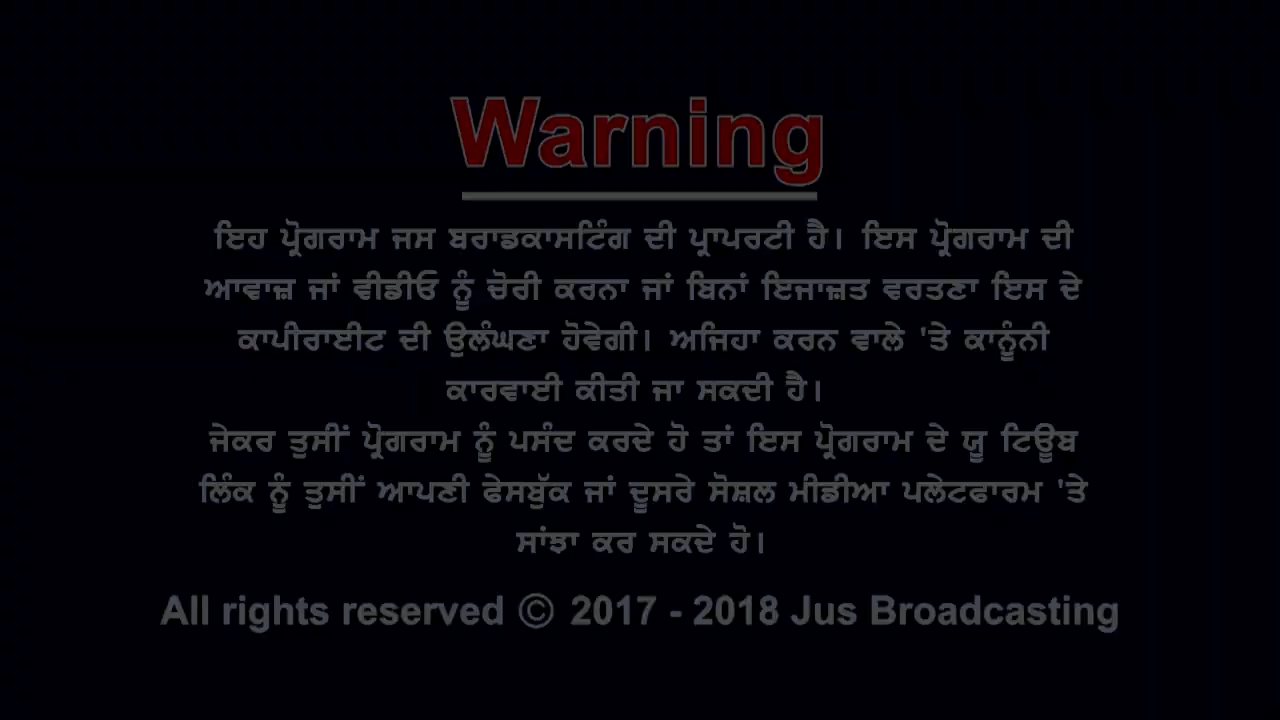 Warning
ਇਹ ਪ੍ਰੋਗਰਾਮ ਜਸ ਬਰਾਡਕਾਸਟਿੰਗ ਦੀ ਪ੍ਰਾਪਰਟੀ ਹੈ। ਇਸ ਪ੍ਰੋਗਰਾਮ ਦੀ
ਆਵਾਜ਼ ਜਾਂ ਵੀਡੀਓ ਨੂੰ ਚੋਰੀ ਕਰਨਾ ਜਾਂ ਬਿਨਾਂ ਇਜਾਜ਼ਤ ਵਰਤਣਾ ਇਸ ਦੇ
ਕਾਪੀਰਾਈਟ ਦੀ ਉਲੰਘਣਾ ਹੋਵੇਗੀ। ਅਜਿਹਾ ਕਰਨ ਵਾਲੇ 'ਤੇ ਕਾਨੂੰਨੀ
ਕਾਰਵਾਈ ਕੀਤੀ ਜਾ ਸਕਦੀ ਹੈ।
ਜੇਕਰ ਤੁਸੀਂ ਪ੍ਰੋਗਰਾਮ ਨੂੰ ਪਸੰਦ ਕਰਦੇ ਹੋ ਤਾਂ ਇਸ ਪ੍ਰੋਗਰਾਮ ਦੇ ਯੂ ਟਿਊਬ
ਲਿੰਕ ਨੂੰ ਤੁਸੀਂ ਆਪਣੀ ਫੇਸਬੁੱਕ ਜਾਂ ਦੂਸਰੇ ਸੋਸ਼ਲ ਮੀਡੀਆ ਪਲੇਟਫਾਰਮ 'ਤੇ
ਸਾਂਝਾ ਕਰ ਸਕਦੇ ਹੋ।
All rights reserved © 2017 - 2018 Jus Broadcasting